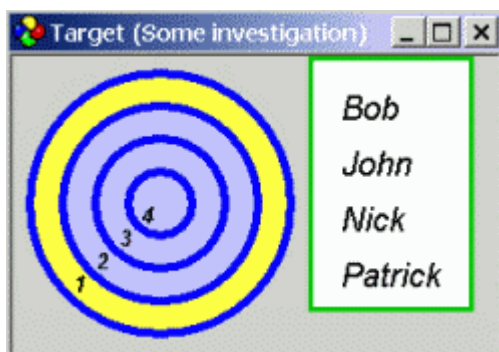 Target (Some investigation)
Bob
John
Nick
Patrick
4
3
2
1